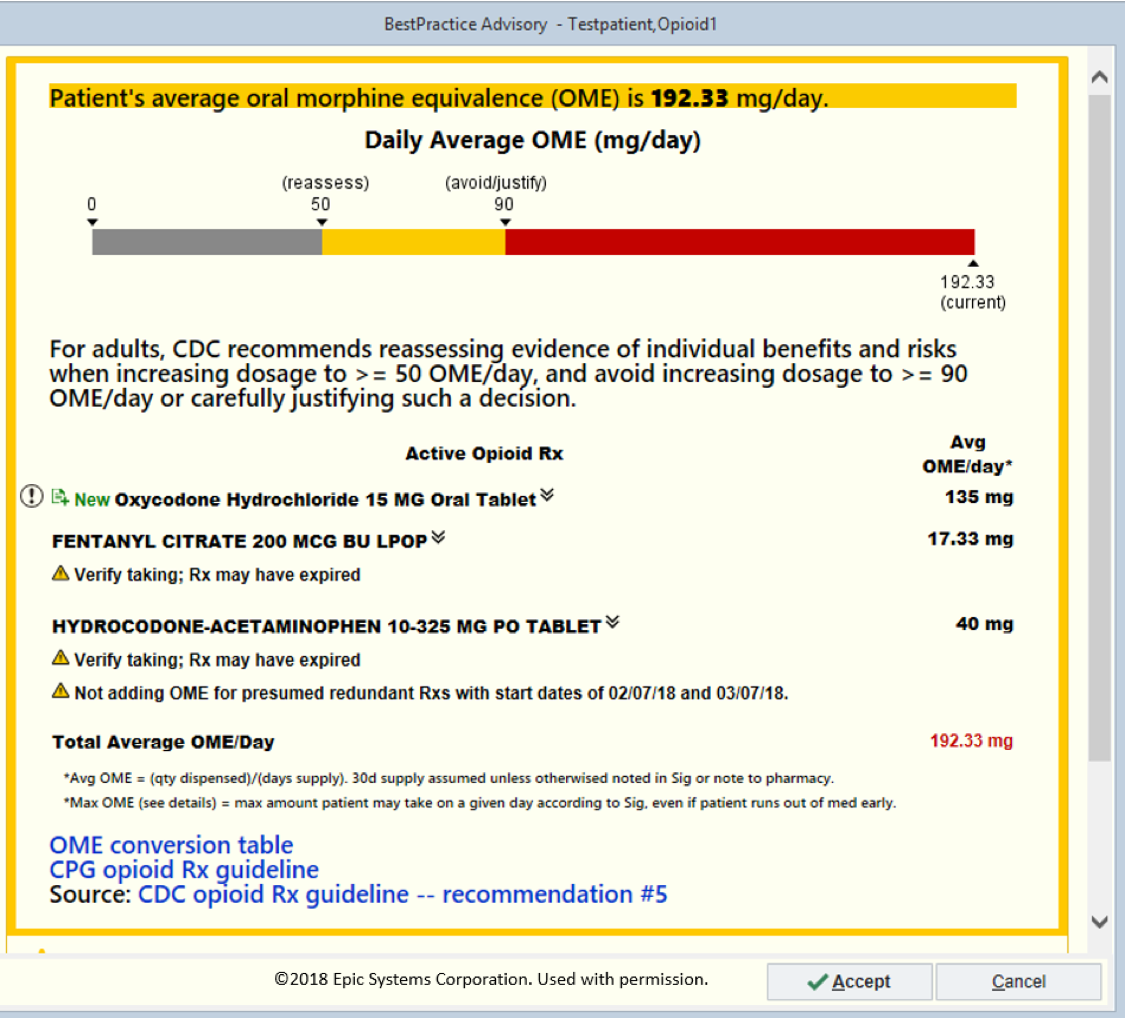 BestPractice Advisory - Testpatient,Opioid1
Patient's average oral morphine equivalence (OME) is 192.33 mg/day.
Daily Average OME (mg/day)
(reassess) (avoid/justify)
0 50 90
192.33
(current)
For adults, CDC recommends reassessing evidence of individual benefits and risks
when increasing dosage to >= 50 OME/day, and avoid increasing dosage to >= 90
OME/day or carefully justifying such a decision.
Active Opioid Rx Avg
OME/day*
New Oxycodone Hydrochloride 15 MG Oral Tablet 135 mg
FENTANYL CITRATE 200 MCG BU LPOP 17.33 mg
Verify taking; Rx may have expired
HYDROCODONE-ACETAMINOPHEN 10-325 MG PO TABLET 40 mg
Verify taking; Rx may have expired
Not adding OME for presumed redundant Rxs with start dates of 02/07/18 and 03/07/18.
Total Average OME/Day 192.33 mg
*Avg OME = (qty dispensed)/(days supply). 30d supply assumed unless otherwised noted in Sig or note to pharmacy.
*Max OME (see details) = max amount patient may take on a given day according to Sig, even if patient runs out of med early.
OME conversion table
CPG opioid Rx guideline
Source: CDC opioid Rx guideline -- recommendation #5
©2018 Epic Systems Corporation. Used with permission. Accept Cancel